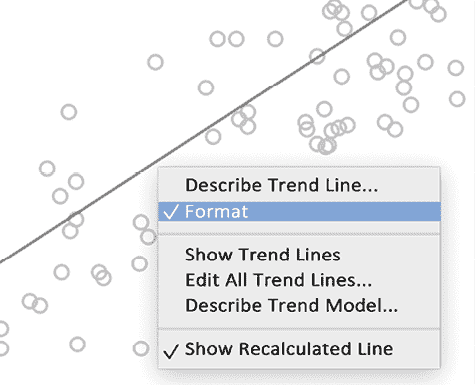 Describe Trend Line...
✓ Format
Show Trend Lines
Edit All Trend Lines...
Describe Trend Model...
✓ Show Recalculated Line